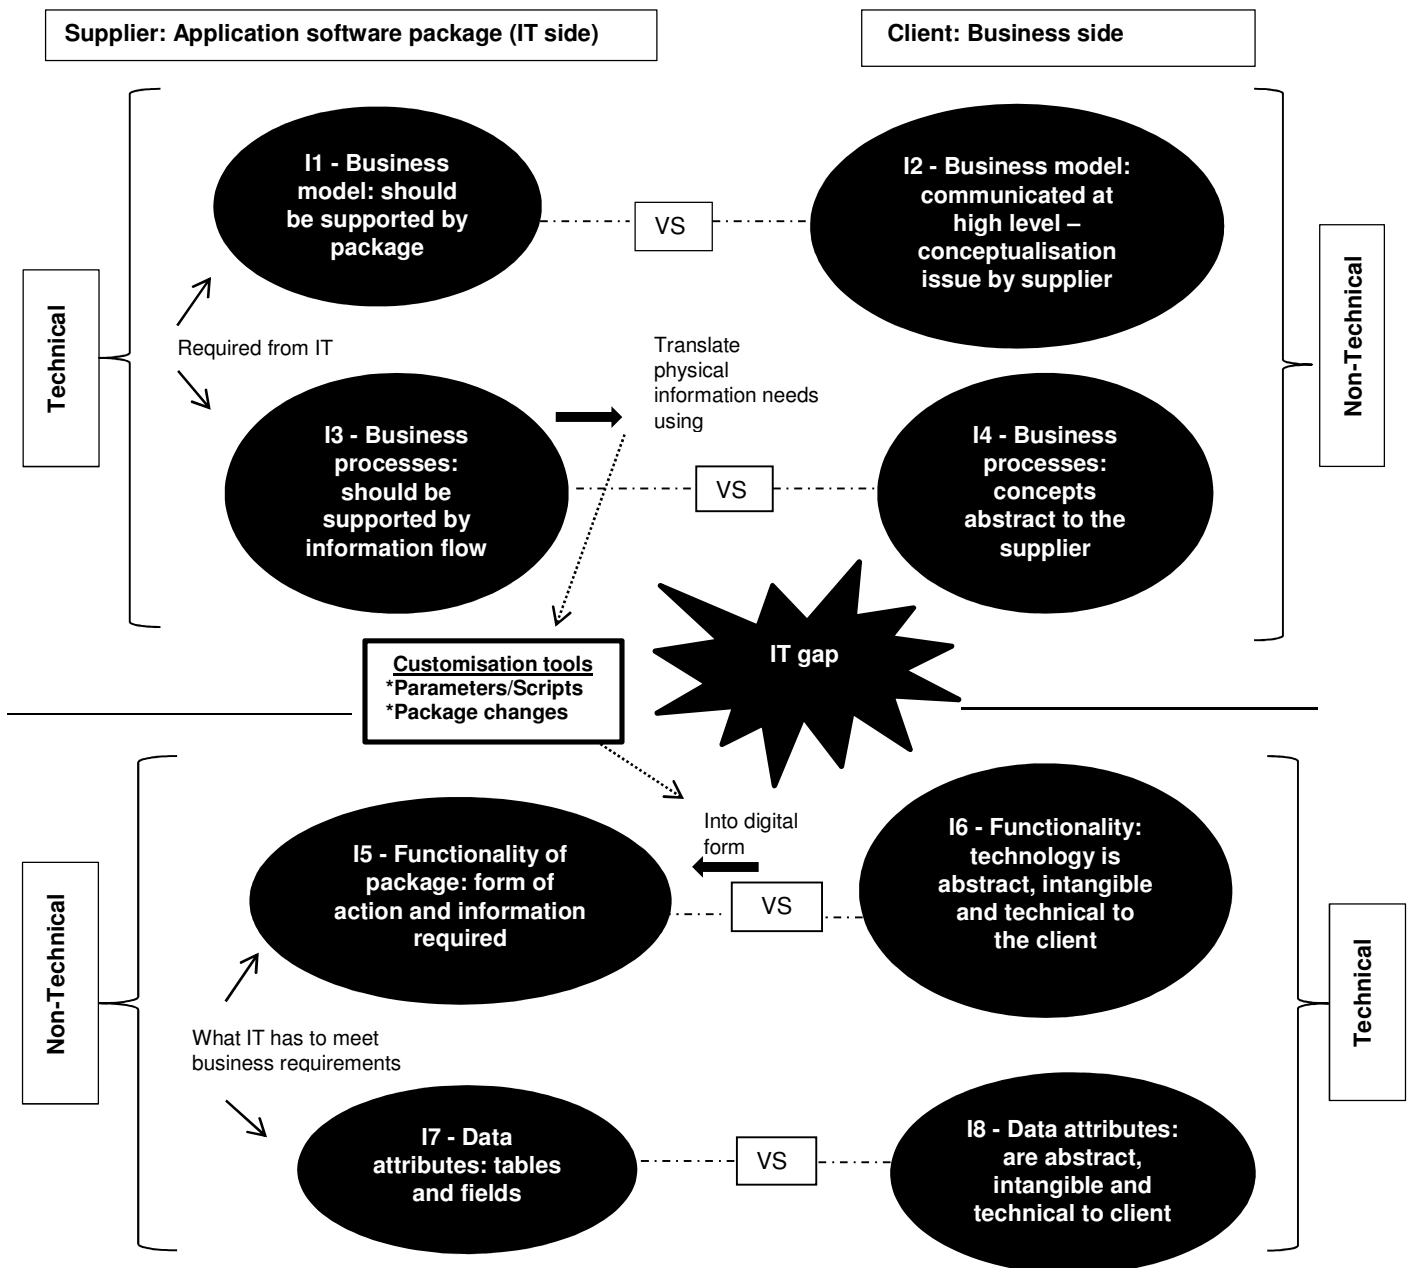 Supplier: Application software package (IT side)
Client: Business side
I1 - Business
model: should
be supported by
package
VS
I2 - Business model:
communicated at
high level –
conceptualisation
issue by supplier
Technical
Non-Technical
Required from IT
Translate
physical
information needs
using
I3 - Business
processes:
should be
supported by
information flow
VS
I4 - Business
processes:
concepts
abstract to the
supplier
IT gap
Customisation tools
*Parameters/Scripts
*Package changes
I5 - Functionality of
package: form of
action and information
required
Into digital
form
VS
I6 - Functionality:
technology is
abstract, intangible
and technical to
the client
Non-Technical
Technical
What IT has to meet
business requirements
I7 - Data
attributes: tables
and fields
VS
I8 - Data attributes:
are abstract,
intangible and
technical to client